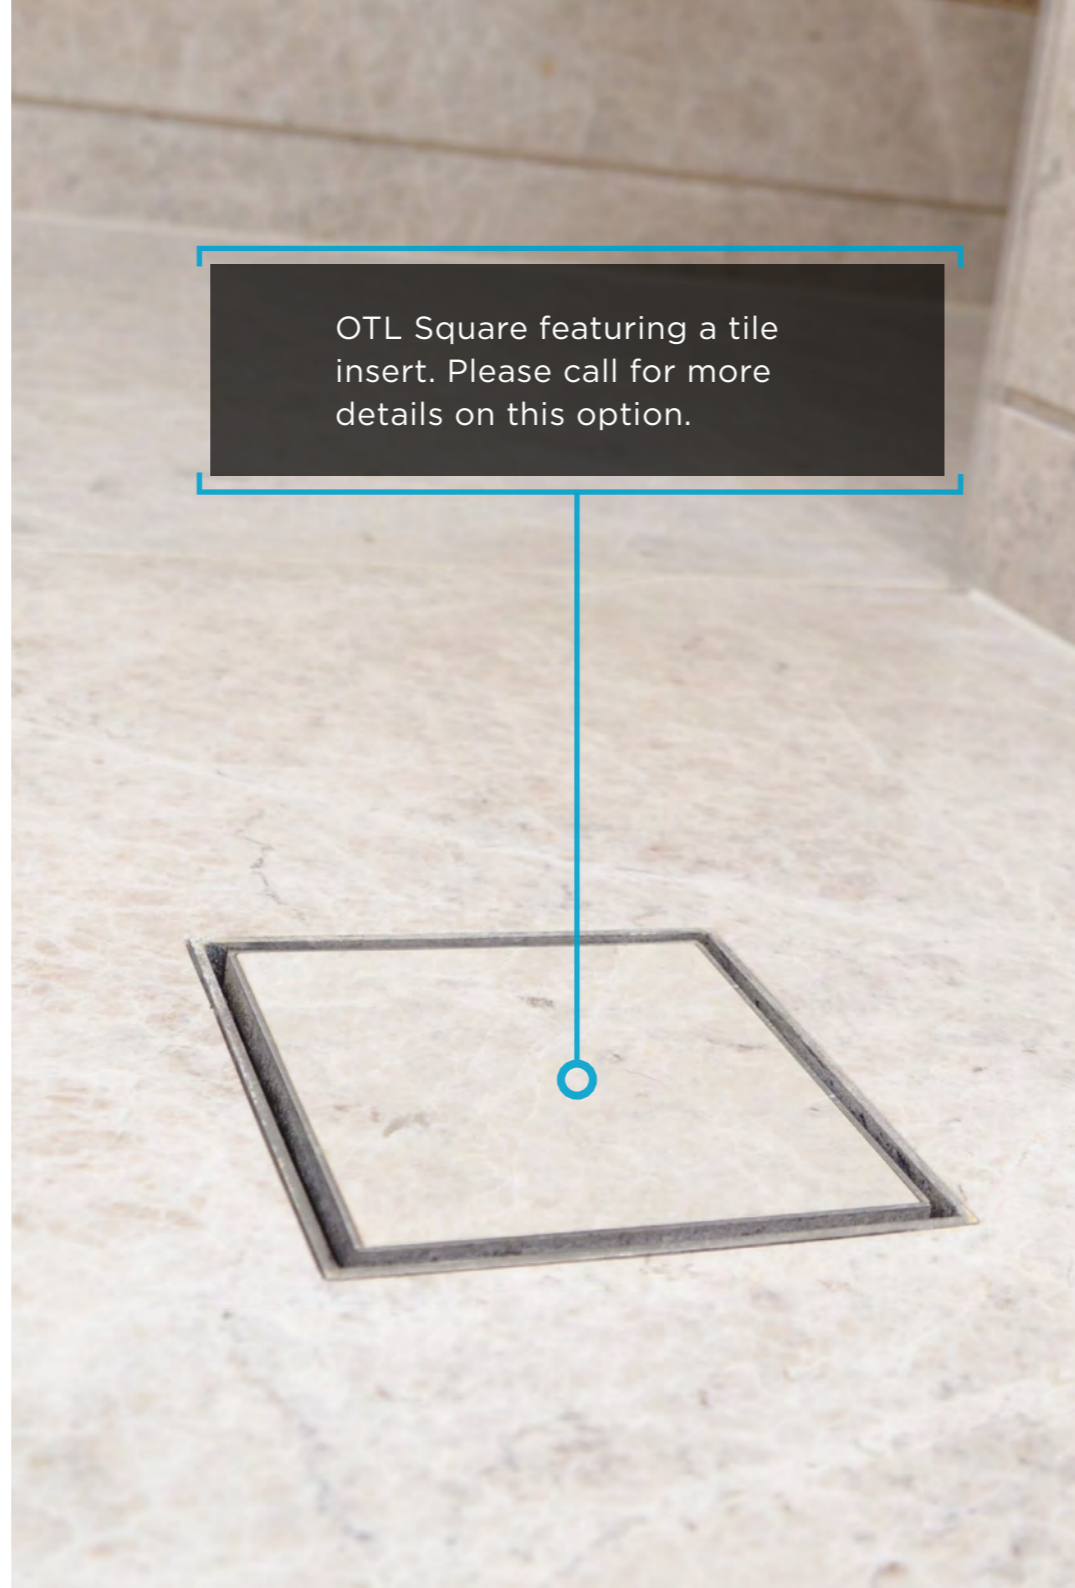 OTL Square featuring a tile
insert. Please call for more
details on this option.